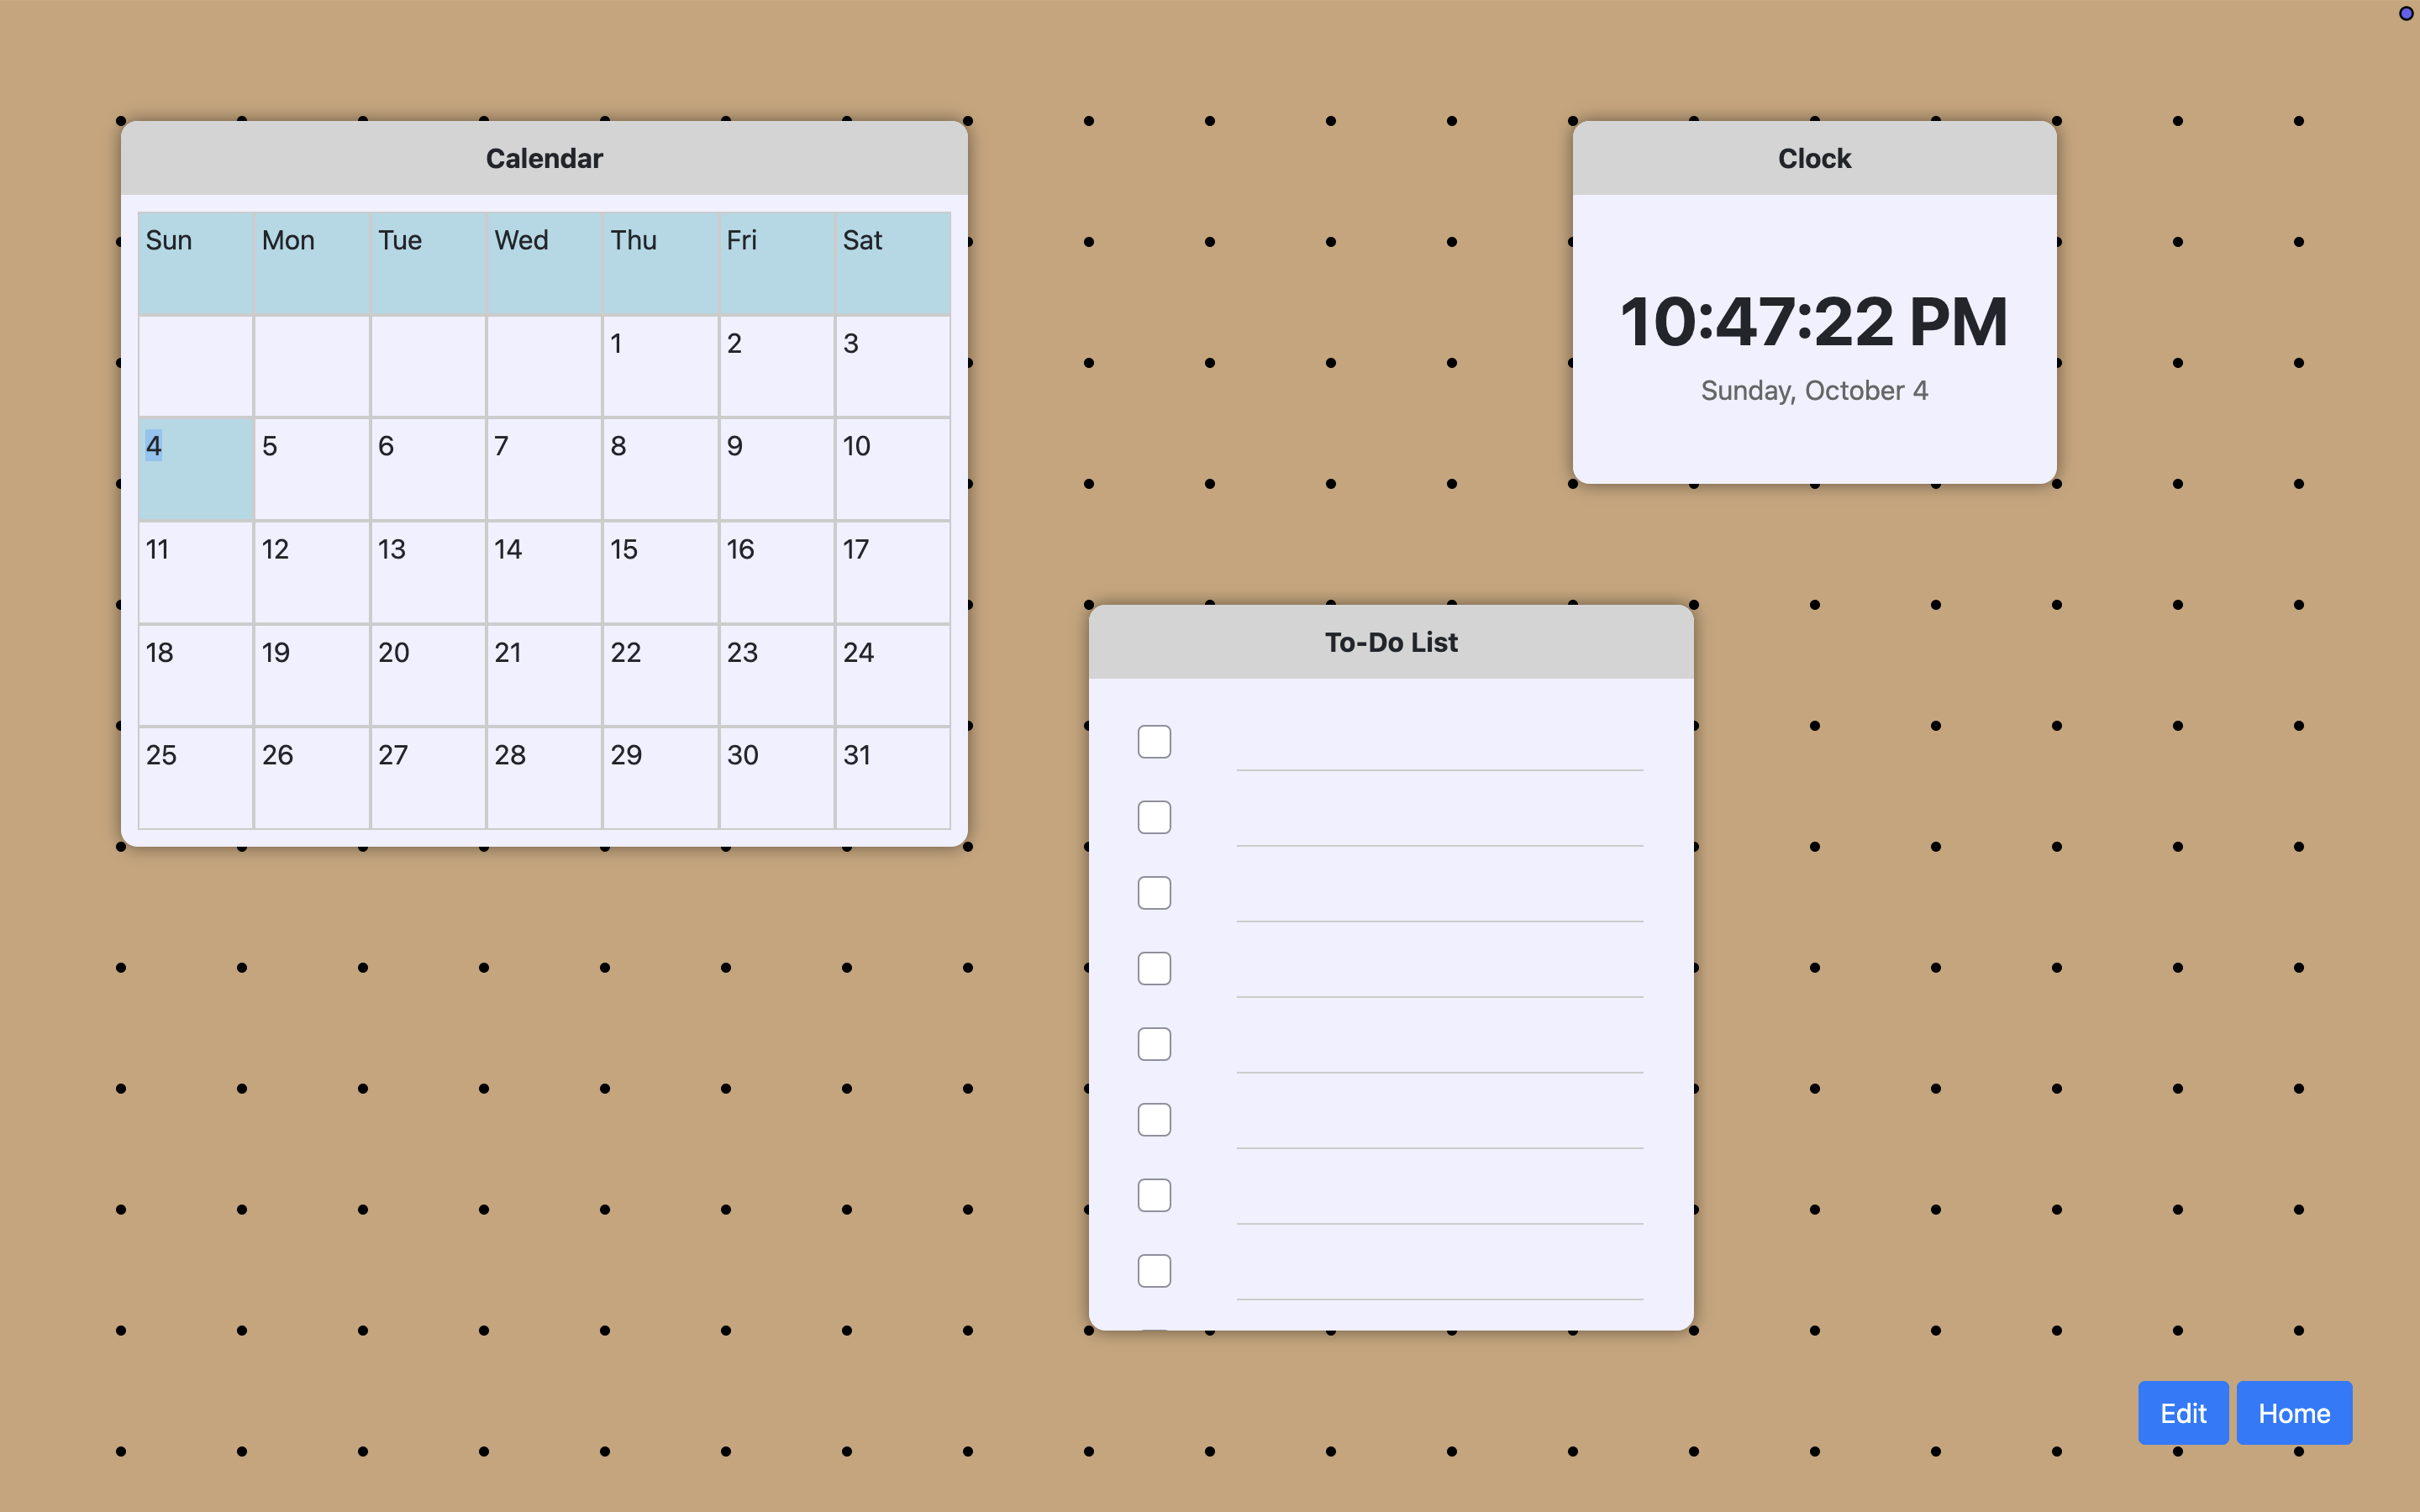 Calendar
Sun Mon Tue Wed Thu Fri Sat
1 2 3
4 5 6 7 8 9 10
11 12 13 14 15 16 17
18 19 20 21 22 23 24
25 26 27 28 29 30 31
Clock
10:47:22 PM
Sunday, October 4
To-Do List
Edit Home